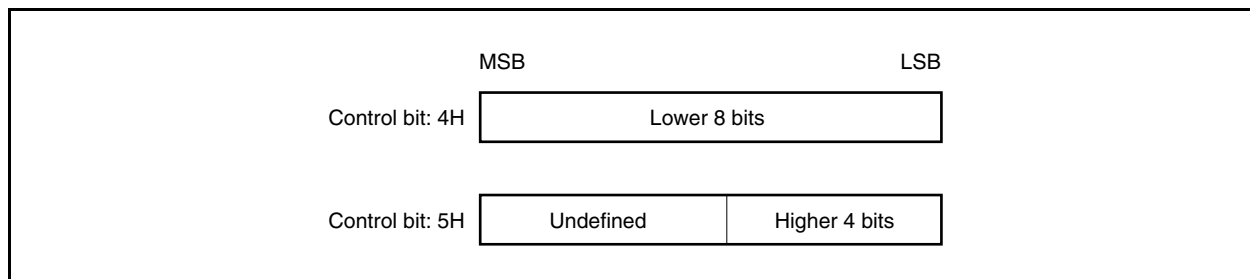 MSB LSB
Control bit: 4H Lower 8 bits
Control bit: 5H Undefined Higher 4 bits